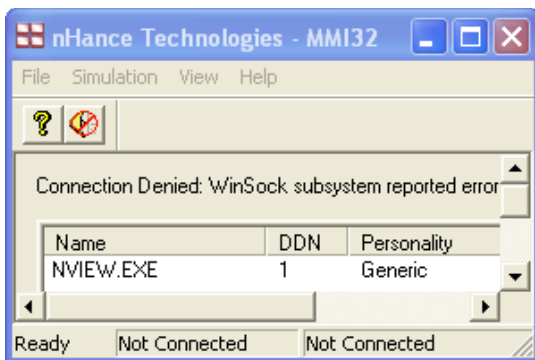 nHance Technologies - MMI32
File Simulation View Help
Connection Denied: WinSock subsystem reported error
Name DDN Personality
NVIEW.EXE 1 Generic
Ready Not Connected Not Connected